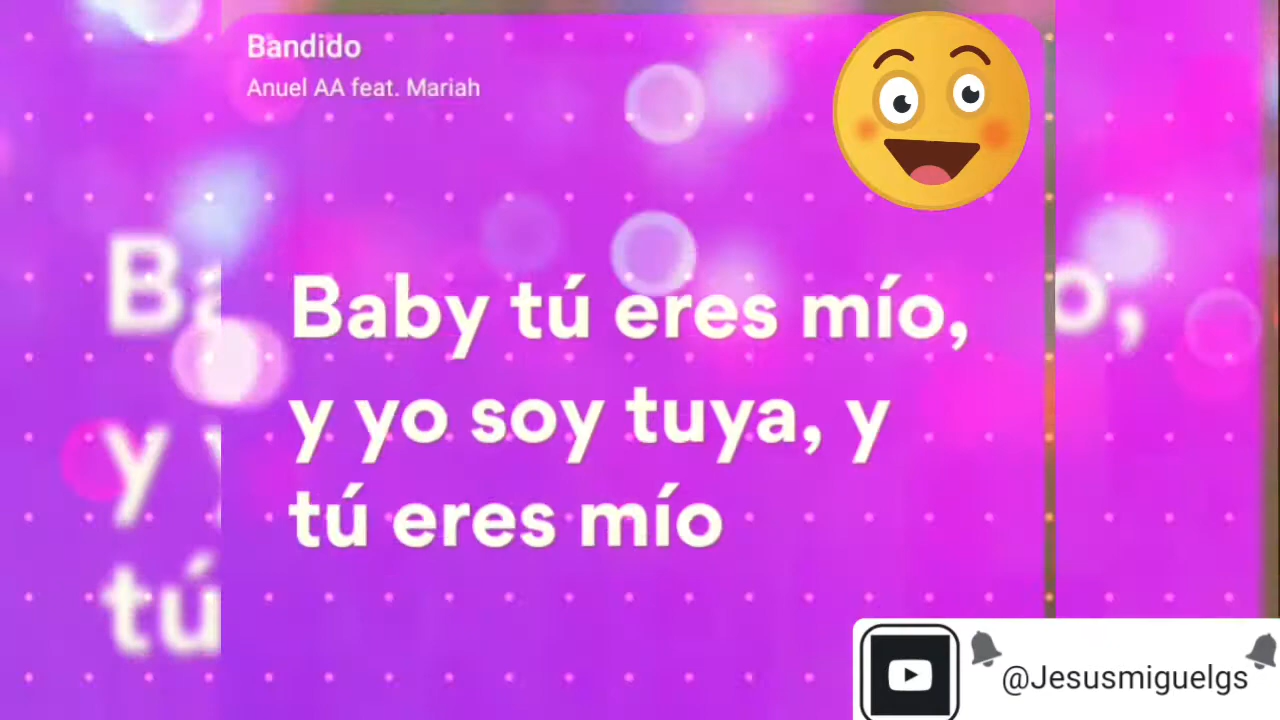 Bandido
Anuel AA feat. Mariah
Baby tú eres mío,
y yo soy tuya, y
tú eres mío
@Jesusmiguelgs